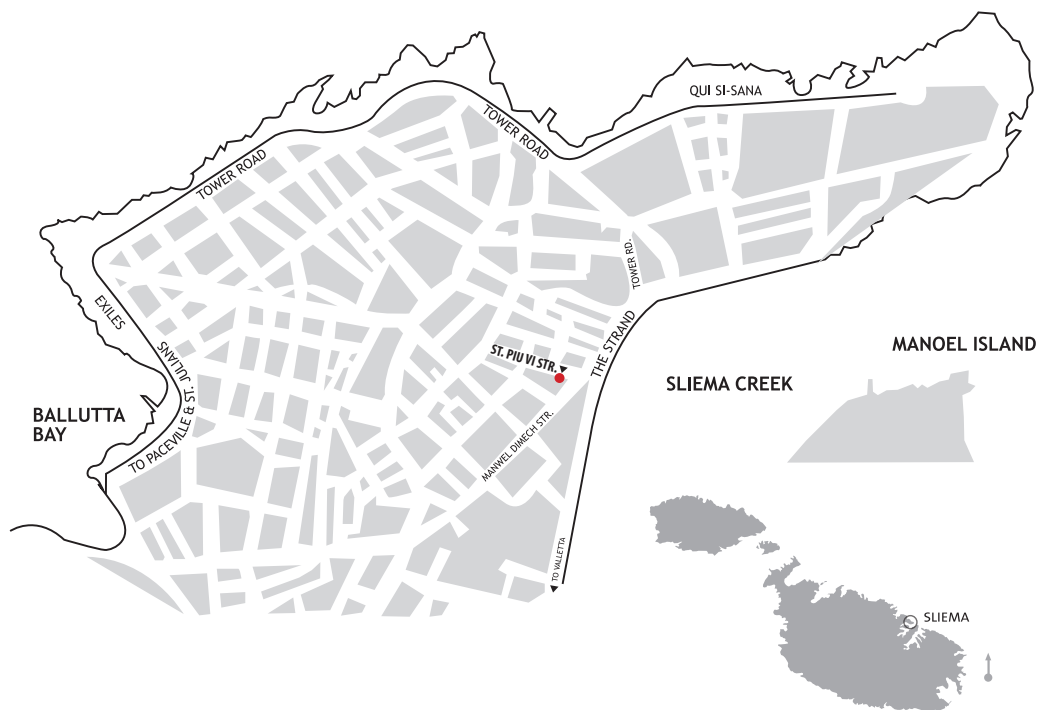 QUI SI-SANA
TOWER ROAD
TOWER ROAD
TOWER RD.
EXILES
THE STRAND
MANOEL ISLAND
ST. PIU VI STR.
SLIEMA CREEK
BALLUTTA
BAY
TO PACEVILLE & ST. JULIANS
MANWEL DIMECH STR.
TO VALLETTA
SLIEMA